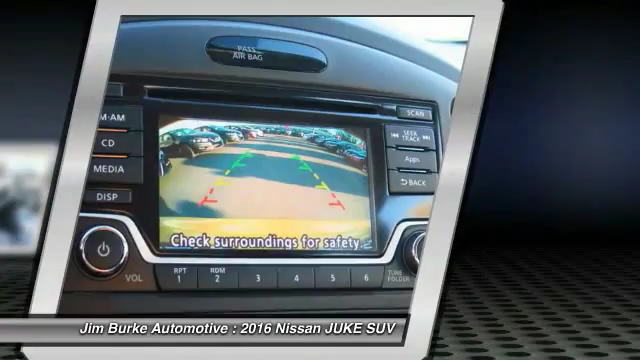 PASS
AIR BAG
SCAN
M·AM
SEEK
TRACK
CD
Apps
MEDIA
BACK
DISP
Check surroundings for safety
VOL
RPT
1
RDM
2
3
4
5
6
TUNE
FOLDER
Jim Burke Automotive : 2016 Nissan JUKE SUV